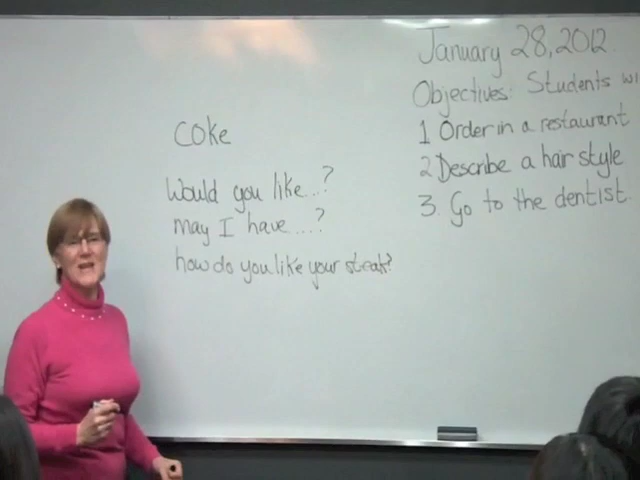 January 28, 2012
Objectives: Students
1 Order in a restaurant
2 Describe a hair style
3. Go to the dentist.
coke
Would you like...?
may I have....?
how do you like your steak?